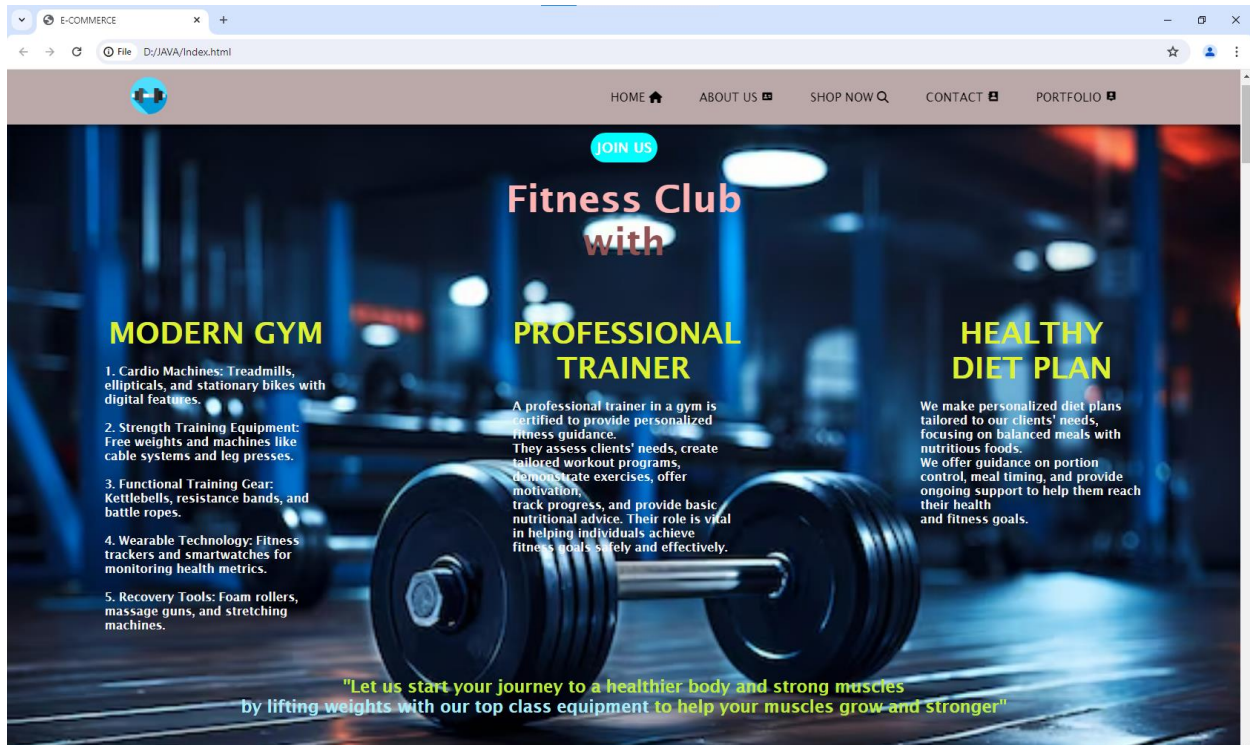 E-COMMERCE
File D:/JAVA/Index.html
HOME ABOUT US SHOP NOW CONTACT PORTFOLIO
JOIN US
Fitness Club
with
MODERN GYM
1. Cardio Machines: Treadmills,
ellipticals, and stationary bikes with
digital features.
2. Strength Training Equipment:
Free weights and machines like
cable systems and leg presses.
3. Functional Training Gear:
Kettlebells, resistance bands, and
battle ropes.
4. Wearable Technology: Fitness
trackers and smartwatches for
monitoring health metrics.
5. Recovery Tools: Foam rollers,
massage guns, and stretching
machines.
PROFESSIONAL
TRAINER
A professional trainer in a gym is
certified to provide personalized
fitness guidance.
They assess clients' needs, create
tailored workout programs,
demonstrate exercises, offer
motivation,
track progress, and provide basic
nutritional advice. Their role is vital
in helping individuals achieve
fitness goals safely and effectively.
HEALTHY
DIET PLAN
We make personalized diet plans
tailored to our clients' needs,
focusing on balanced meals with
nutritious foods.
We offer guidance on portion
control, meal timing, and provide
ongoing support to help them reach
their health
and fitness goals.
"Let us start your journey to a healthier body and strong muscles
by lifting weights with our top class equipment to help your muscles grow and stronger"